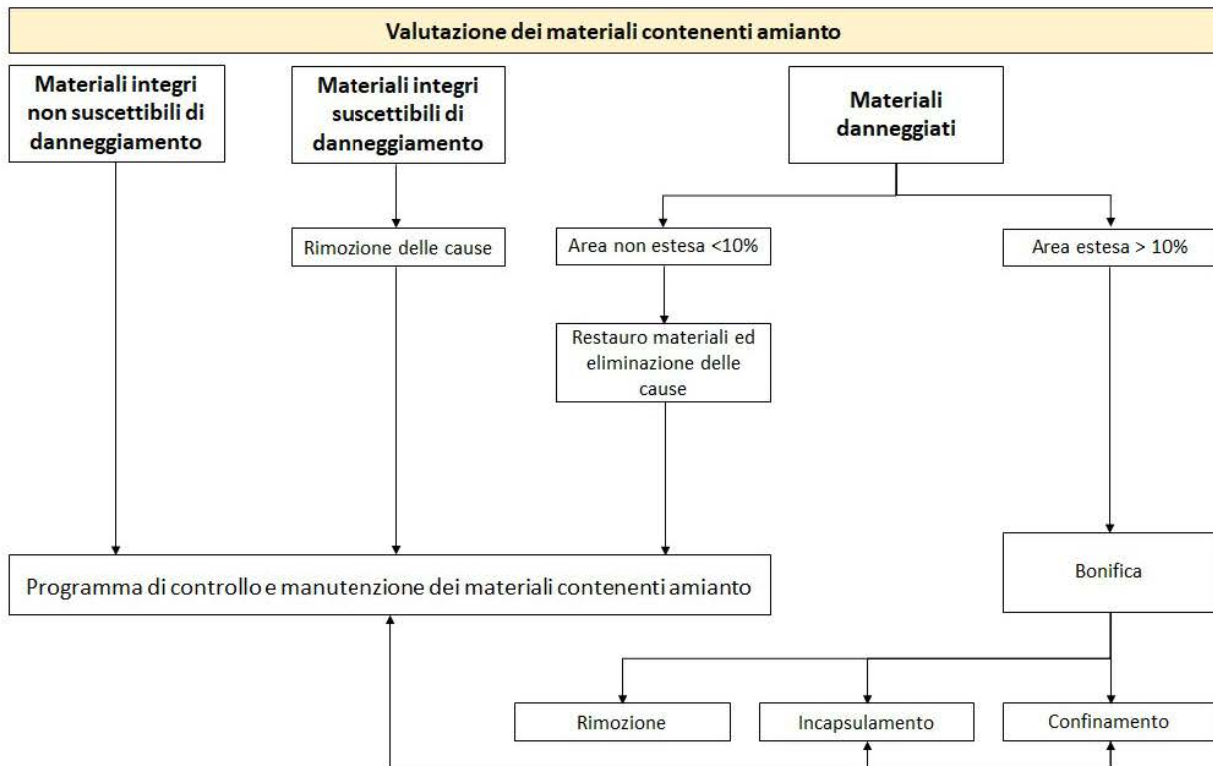 Valutazione dei materiali contenenti amianto
Materiali integri
non suscettibili di
danneggiamento
Materiali integri
suscettibili di
danneggiamento
Materiali
danneggiati
Rimozione delle cause
Area non estesa <10%
Area estesa > 10%
Restauro materiali ed
eliminazione delle
cause
Programma di controllo e manutenzione dei materiali contenenti amianto
Bonifica
Rimozione
Incapsulamento
Confinamento